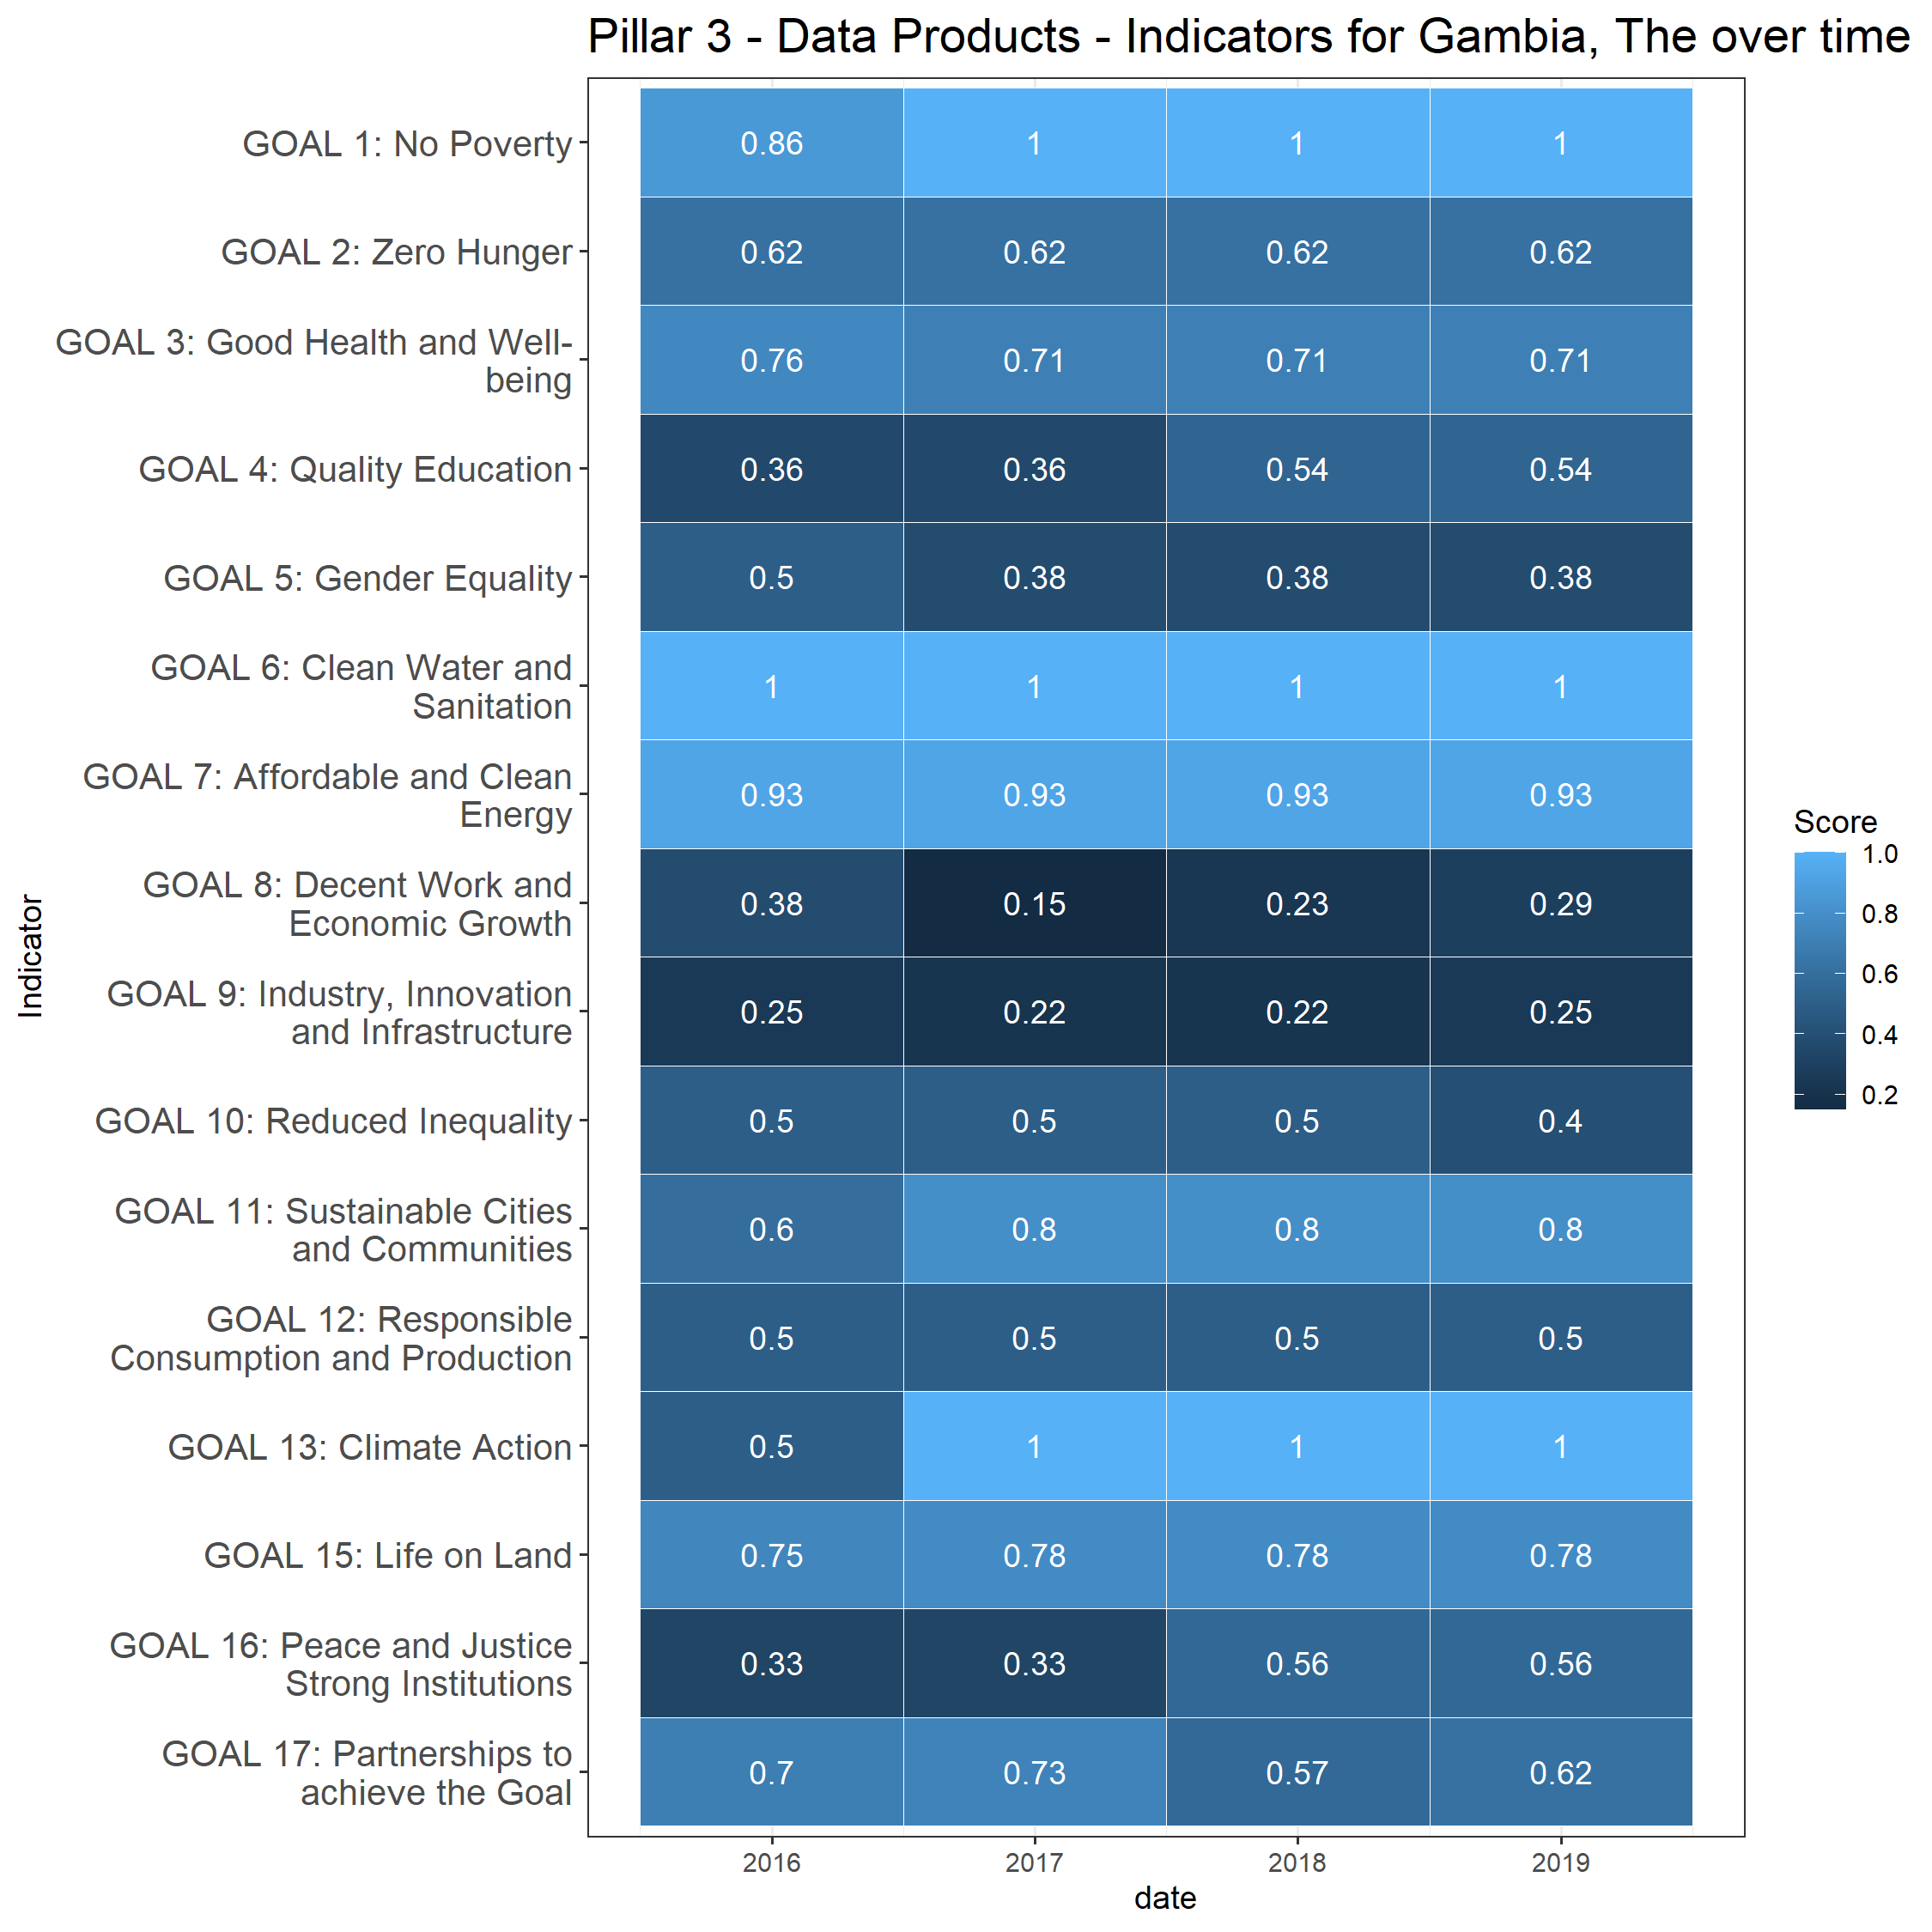 Pillar 3 - Data Products - Indicators for Gambia, The over time
GOAL 1: No Poverty
0.86 1 1 1
GOAL 2: Zero Hunger
0.62 0.62 0.62 0.62
GOAL 3: Good Health and Well-
being
0.76 0.71 0.71 0.71
GOAL 4: Quality Education
0.36 0.36 0.54 0.54
GOAL 5: Gender Equality
0.5 0.38 0.38 0.38
GOAL 6: Clean Water and
Sanitation
1 1 1 1
GOAL 7: Affordable and Clean
Energy
0.93 0.93 0.93 0.93
GOAL 8: Decent Work and
Economic Growth
0.38 0.15 0.23 0.29
GOAL 9: Industry, Innovation
and Infrastructure
0.25 0.22 0.22 0.25
GOAL 10: Reduced Inequality
0.5 0.5 0.5 0.4
GOAL 11: Sustainable Cities
and Communities
0.6 0.8 0.8 0.8
GOAL 12: Responsible
Consumption and Production
0.5 0.5 0.5 0.5
GOAL 13: Climate Action
0.5 1 1 1
GOAL 15: Life on Land
0.75 0.78 0.78 0.78
GOAL 16: Peace and Justice
Strong Institutions
0.33 0.33 0.56 0.56
GOAL 17: Partnerships to
achieve the Goal
0.7 0.73 0.57 0.62
2016 2017 2018 2019
date
Indicator
Score
1.0
0.8
0.6
0.4
0.2